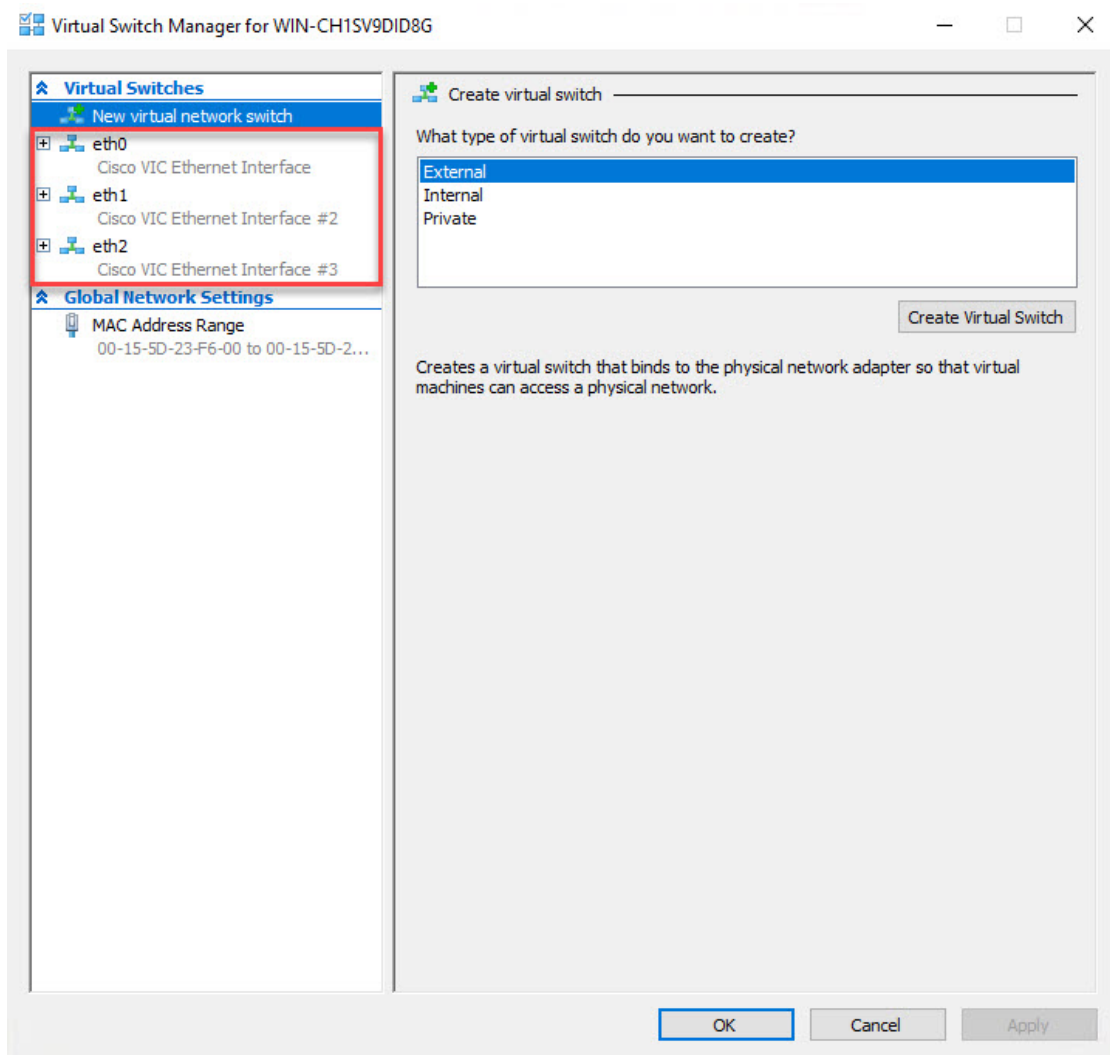 Virtual Switch Manager for WIN-CH1SV9DID8G
Virtual Switches
New virtual network switch
eth0
Cisco VIC Ethernet Interface
eth1
Cisco VIC Ethernet Interface #2
eth2
Cisco VIC Ethernet Interface #3
Global Network Settings
MAC Address Range
00-15-5D-23-F6-00 to 00-15-5D-2...
Create virtual switch
What type of virtual switch do you want to create?
External
Internal
Private
Create Virtual Switch
Creates a virtual switch that binds to the physical network adapter so that virtual
machines can access a physical network.
OK
Cancel
Apply